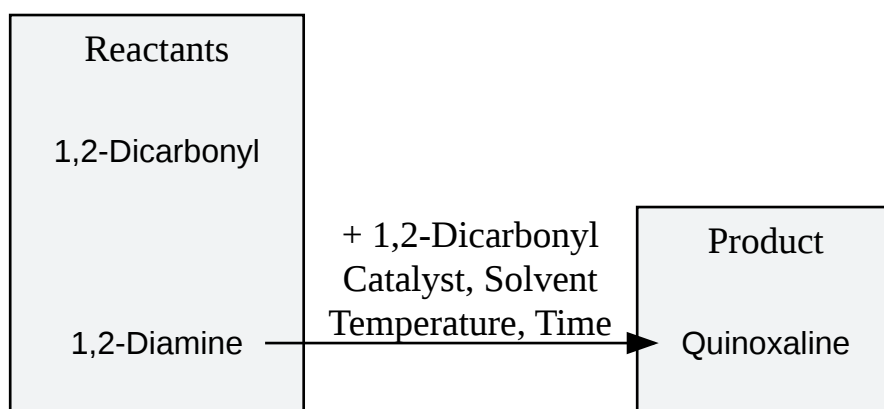 Reactants
1,2-Dicarbonyl
1,2-Diamine
+ 1,2-Dicarbonyl
Catalyst, Solvent
Temperature, Time
Product
Quinoxaline